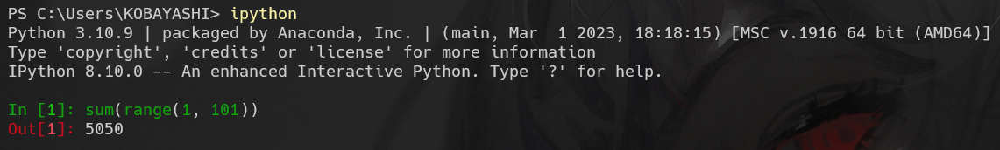 PS C:\Users\KOBAYASHI> ipython
Python 3.10.9 | packaged by Anaconda, Inc. | (main, Mar  1 2023, 18:18:15) [MSC v.1916 64 bit (AMD64)]
Type 'copyright', 'credits' or 'license' for more information
IPython 8.10.0 -- An enhanced Interactive Python. Type '?' for help.
In [1]: sum(range(1, 101))
Out[1]: 5050